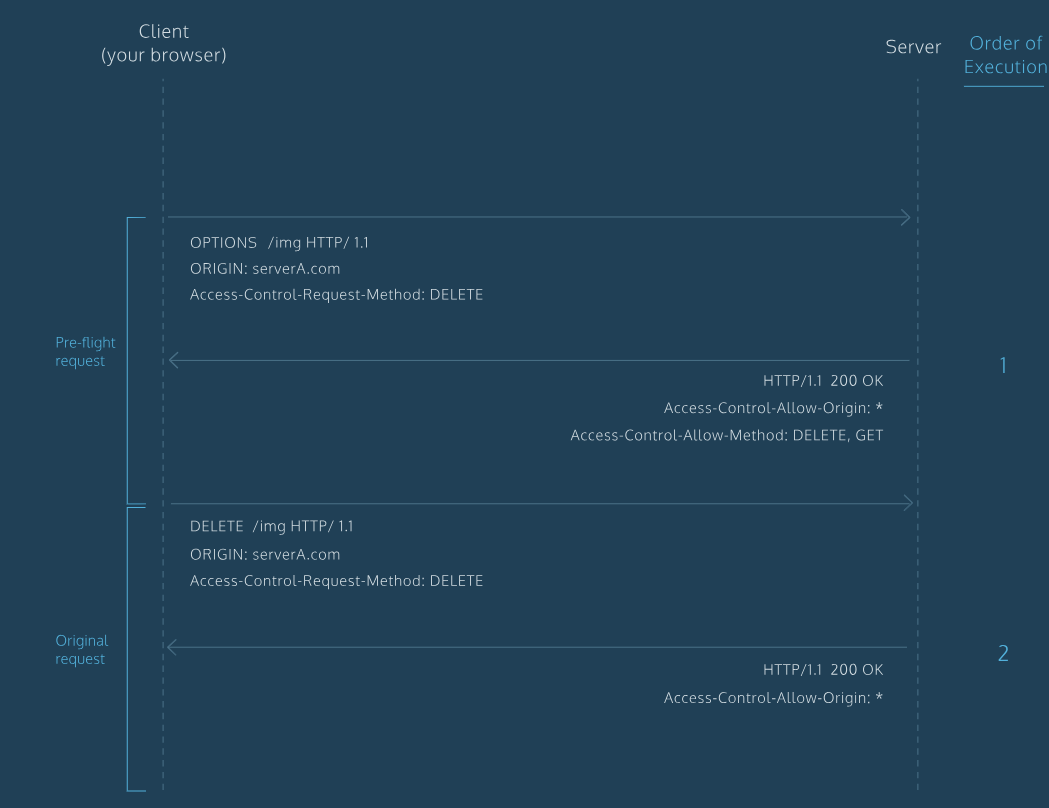 Client
(your browser)
Server
Order of
Execution
OPTIONS /img HTTP/ 1.1
ORIGIN: serverA.com
Access-Control-Request-Method: DELETE
Pre-flight
request
1
HTTP/1.1 200 OK
Access-Control-Allow-Origin: *
Access-Control-Allow-Method: DELETE, GET
DELETE /img HTTP/ 1.1
ORIGIN: serverA.com
Access-Control-Request-Method: DELETE
Original
request
2
HTTP/1.1 200 OK
Access-Control-Allow-Origin: *